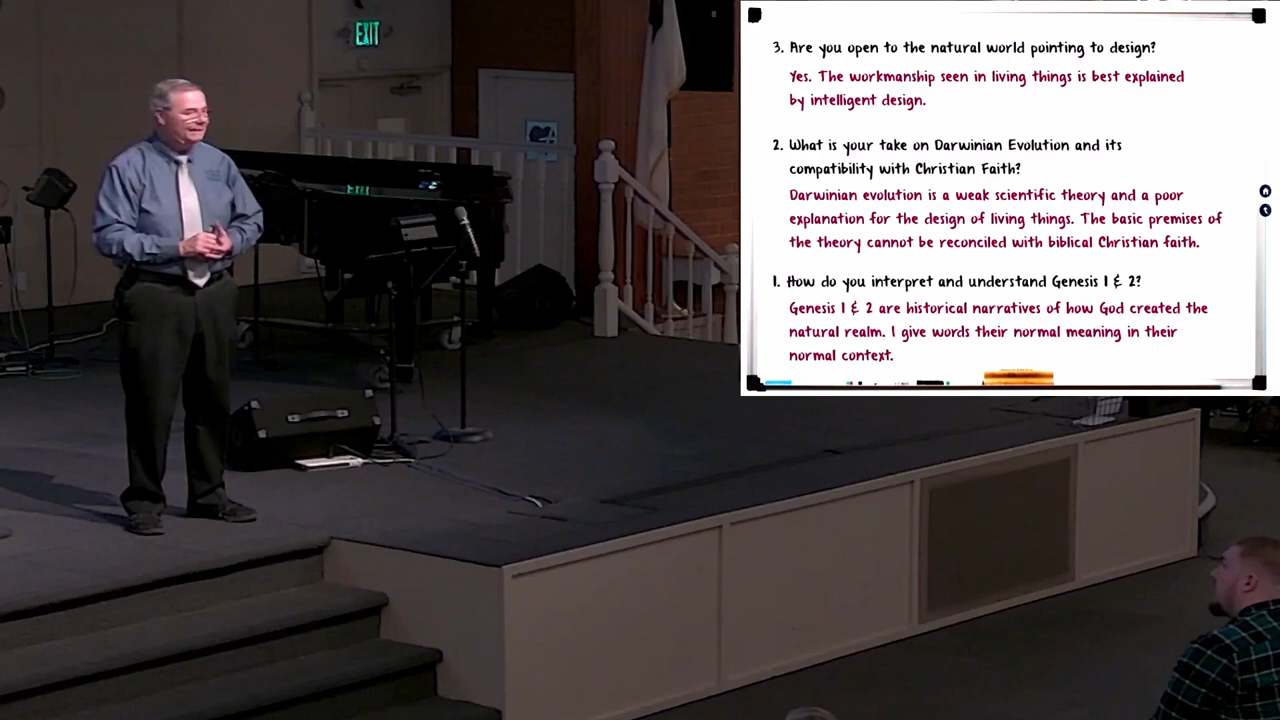 EXIT
3. Are you open to the natural world pointing to design?
Yes. The workmanship seen in living things is best explained
by intelligent design.
2. What is your take on Darwinian Evolution and its
compatibility with Christian Faith?
Darwinian evolution is a weak scientific theory and a poor
explanation for the design of living things. The basic premises of
the theory cannot be reconciled with biblical Christian faith.
1. How do you interpret and understand Genesis 1 & 2?
Genesis 1 & 2 are historical narratives of how God created the
natural realm. I give words their normal meaning in their
normal context.